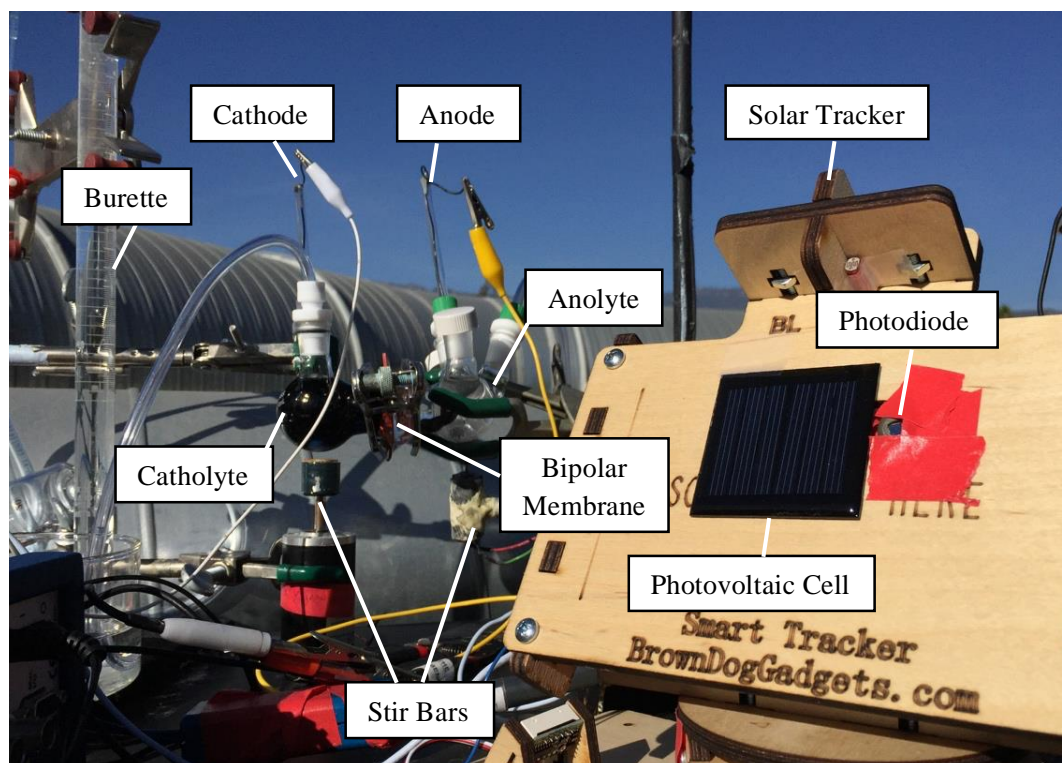 Cathode
Anode
Solar Tracker
Burette
Anolyte
BL
Photodiode
Catholyte
Bipolar
Membrane
HERE
Photovoltaic Cell
Smart Tracker
BrownDogGadgets.com
Stir Bars